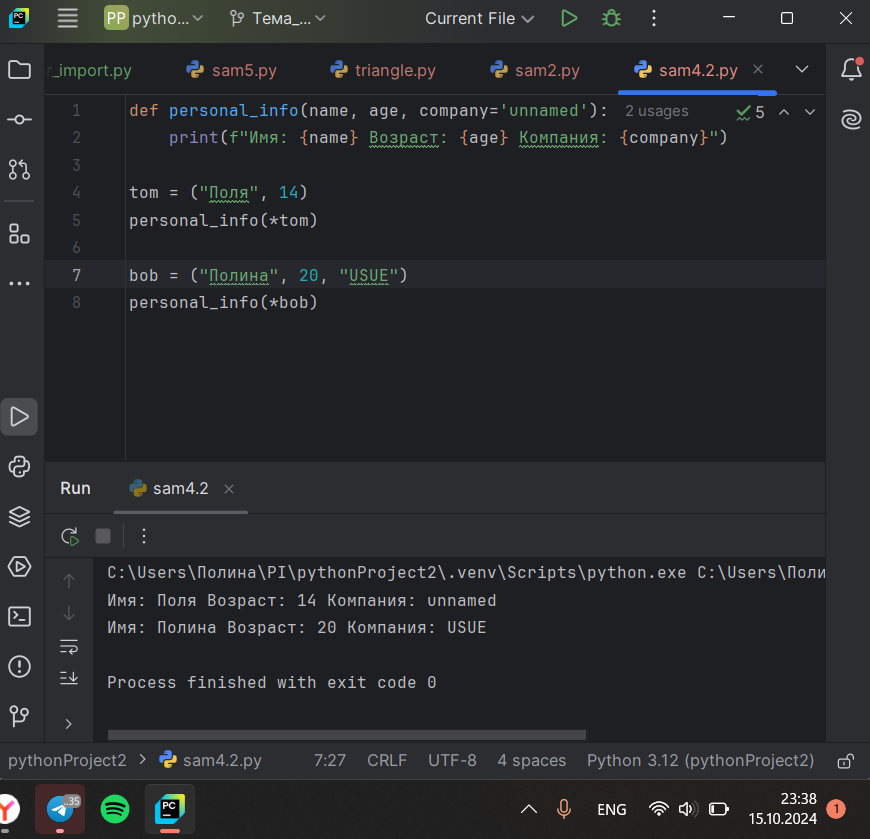 PC PP pytho... Тема_... Current File
r_import.py sam5.py triangle.py sam2.py sam4.2.py
1 def personal_info(name, age, company='unnamed'): 2 usages 5
2 print(f"Имя: {name} Возраст: {age} Компания: {company}")
3
4 tom = ("Поля", 14)
5 personal_info(*tom)
6
7 bob = ("Полина", 20, "USUE")
8 personal_info(*bob)
Run sam4.2
C:\Users\Полина\PI\pythonProject2\.venv\Scripts\python.exe C:\Users\Поли
Имя: Поля Возраст: 14 Компания: unnamed
Имя: Полина Возраст: 20 Компания: USUE
Process finished with exit code 0
pythonProject2 > sam4.2.py 7:27 CRLF UTF-8 4 spaces Python 3.12 (pythonProject2)
Y ..35 PC ENG 23:38 1
15.10.2024